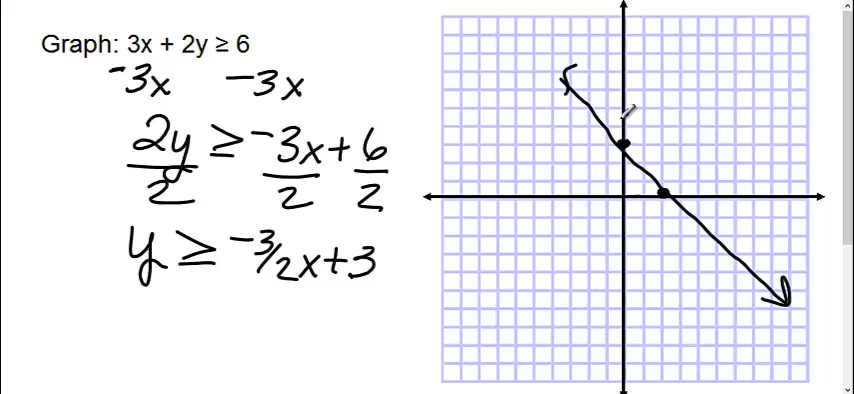 Graph: 3x + 2y ≥ 6
-3x -3x
2y/2 ≥ -3x/2 + 6/2
y ≥ -3/2x+3